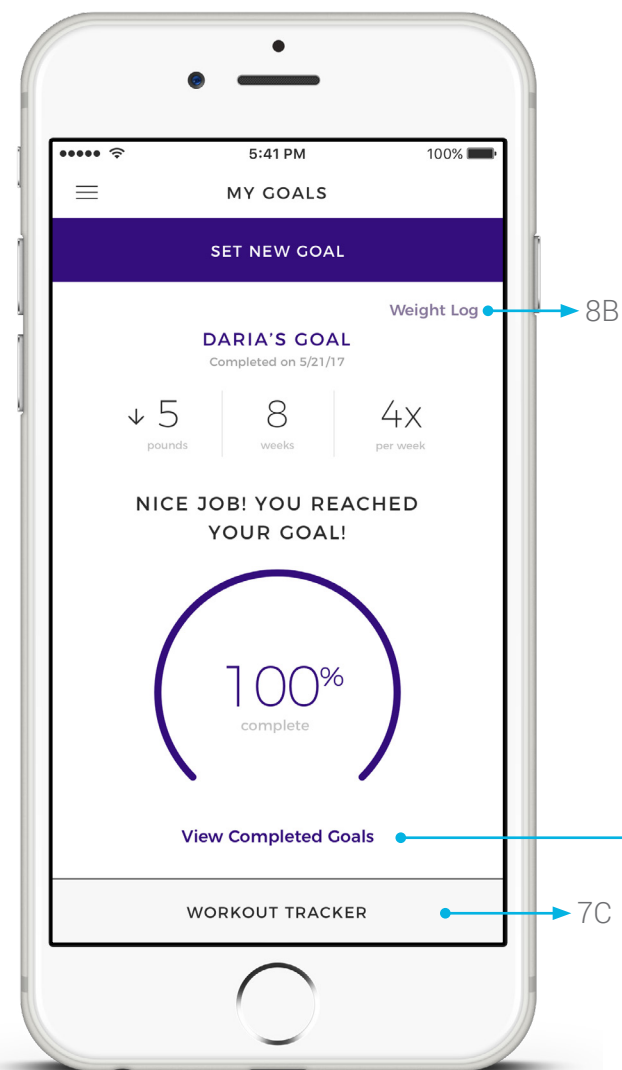 5:41 PM
100%
MY GOALS
SET NEW GOAL
Weight Log
8B
DARIA'S GOAL
Completed on 5/21/17
↓ 5
8
4x
pounds
weeks
per week
NICE JOB! YOU REACHED
YOUR GOAL!
100%
complete
View Completed Goals
WORKOUT TRACKER
7C